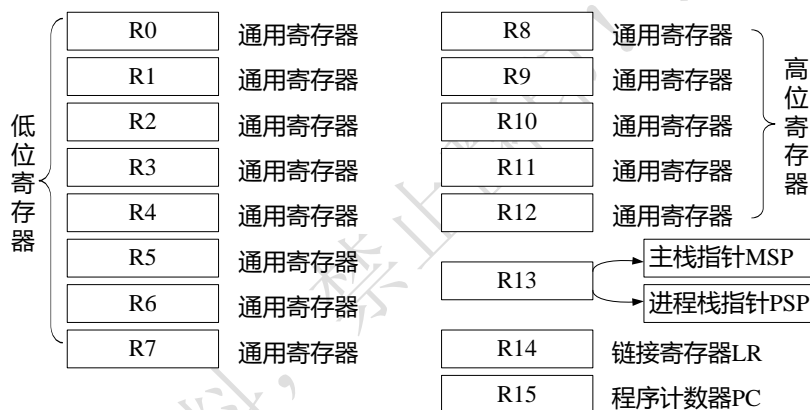 R0 通用寄存器
R1 通用寄存器
R2 通用寄存器
R3 通用寄存器
R4 通用寄存器
R5 通用寄存器
R6 通用寄存器
R7 通用寄存器
低位寄存器
R8 通用寄存器
R9 通用寄存器
R10 通用寄存器
R11 通用寄存器
R12 通用寄存器
高位寄存器
R13
主栈指针MSP
进程栈指针PSP
R14 链接寄存器LR
R15 程序计数器PC
料，禁止